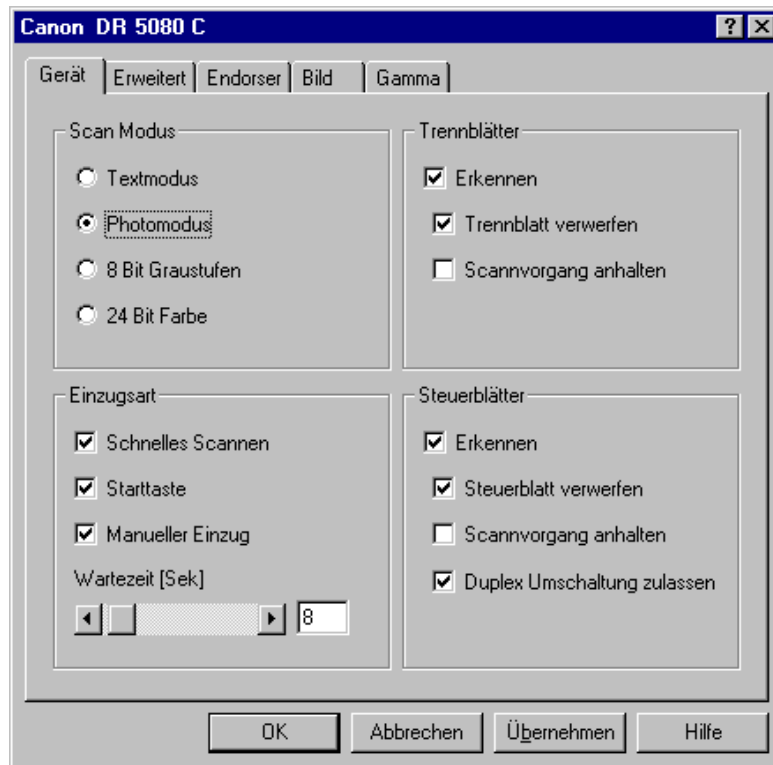 Canon DR 5080 C
Gerät Erweitert Endorser Bild Gamma
Scan Modus
Textmodus
Photomodus
8 Bit Graustufen
24 Bit Farbe
Trennblätter
Erkennen
Trennblatt verwerfen
Scannvorgang anhalten
Einzugsart
Schnelles Scannen
Starttaste
Manueller Einzug
Wartezeit [Sek]
8
Steuerblätter
Erkennen
Steuerblatt verwerfen
Scannvorgang anhalten
Duplex Umschaltung zulassen
OK Abbrechen Übernehmen Hilfe